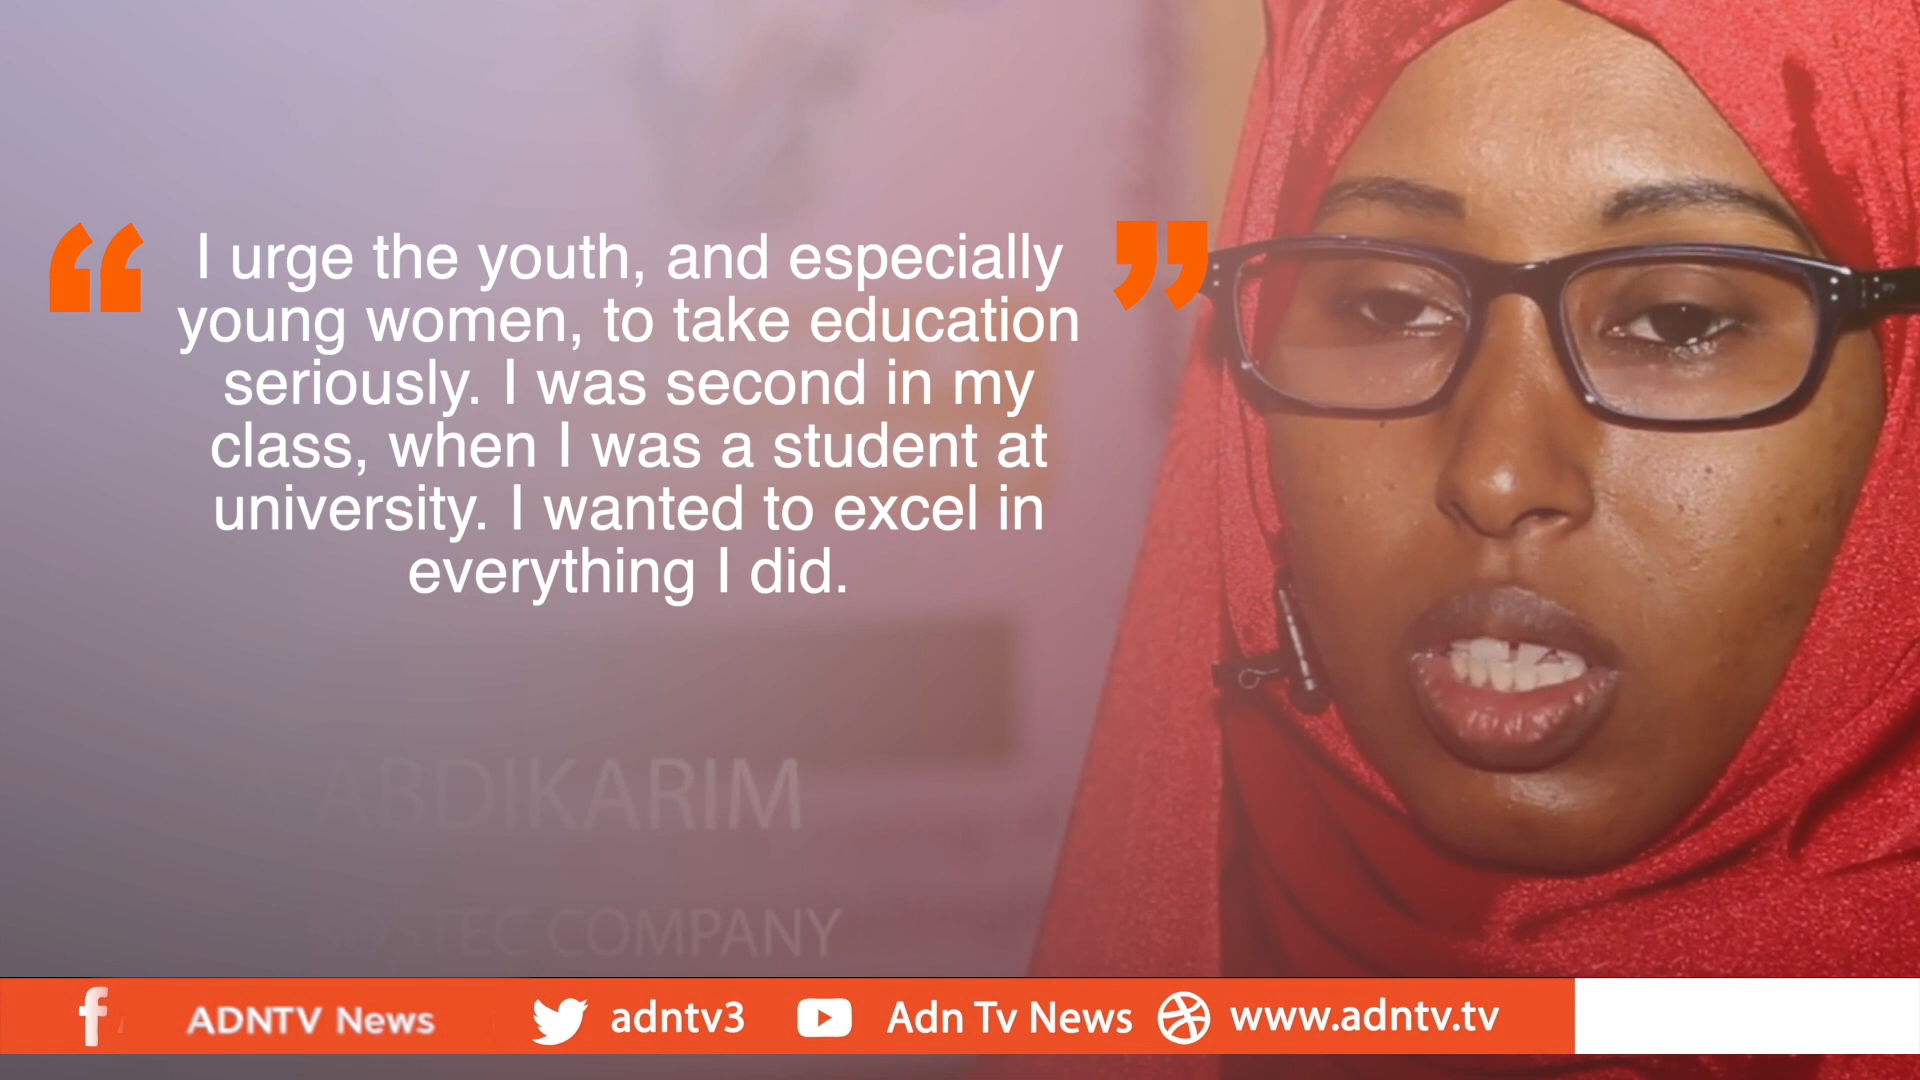 “ I urge the youth, and especially ”
young women, to take education
seriously. I was second in my
class, when I was a student at
university. I wanted to excel in
everything I did.
ABDIKARIM
COMPANY
f ADNTV News adntv3 Adn Tv News www.adntv.tv